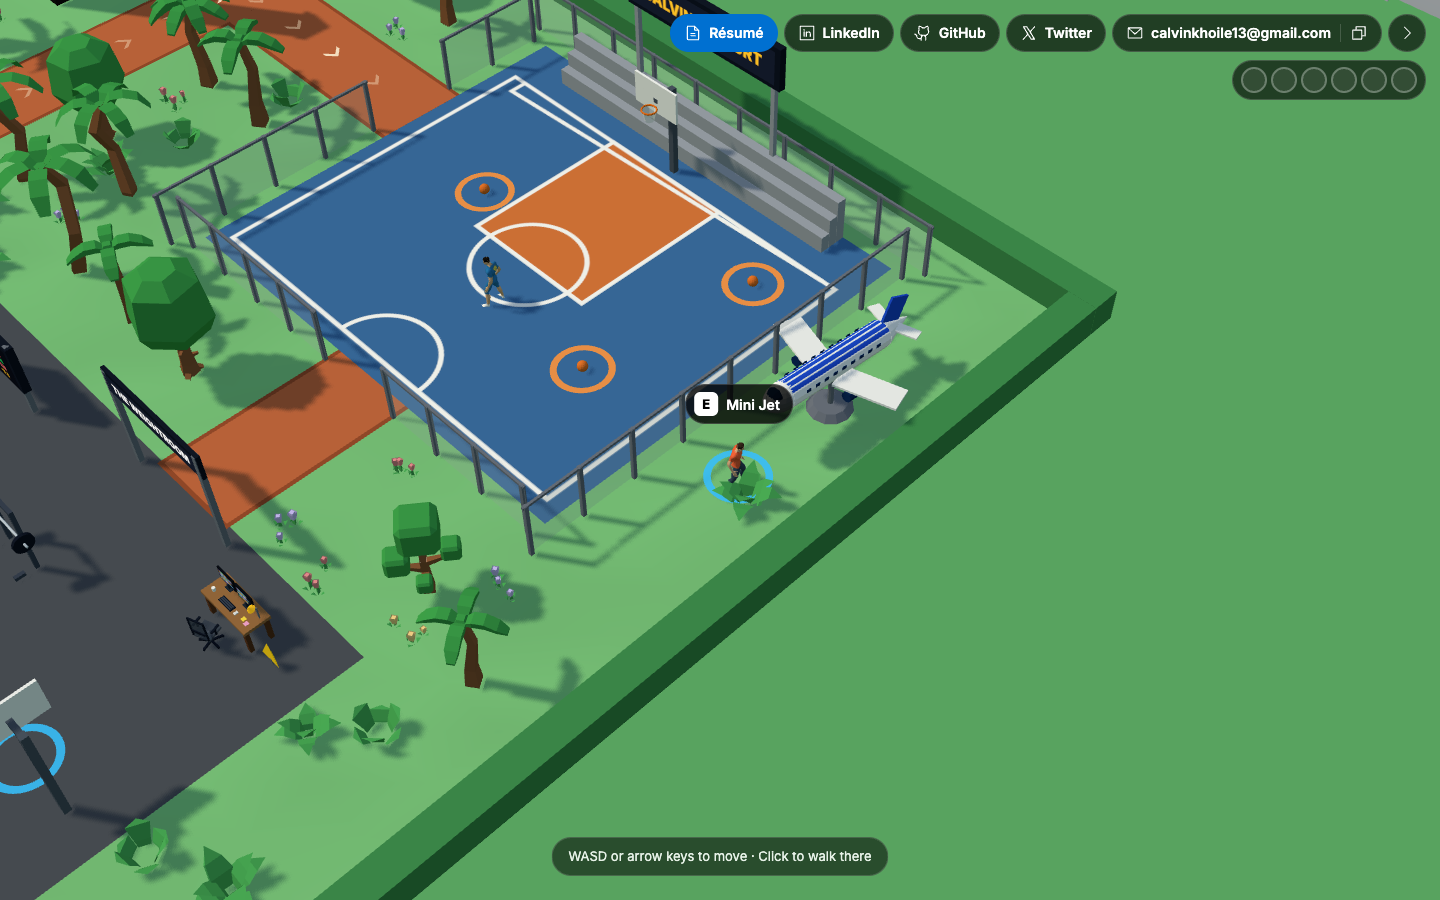 Résumé
LinkedIn
GitHub
Twitter
calvinkhoile13@gmail.com
E
Mini Jet
WASD or arrow keys to move · Click to walk there